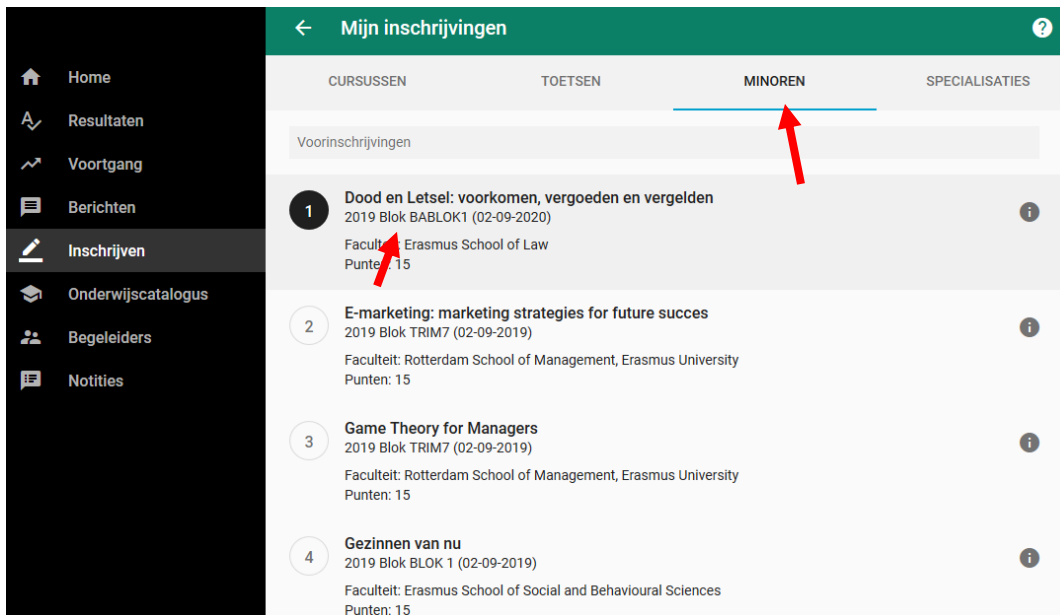 Mijn inschrijvingen
?
Home
Resultaten
Voortgang
Berichten
Inschrijven
Onderwijscatalogus
Begeleiders
Notities
CURSUSSEN
TOETSEN
MINOREN
SPECIALISATIES
Voorinschrijvingen
1
Dood en Letsel: voorkomen, vergoeden en vergelden
2019 Blok BABLOK1 (02-09-2020)
Faculteit: Erasmus School of Law
Punten: 15
2
E-marketing: marketing strategies for future succes
2019 Blok TRIM7 (02-09-2019)
Faculteit: Rotterdam School of Management, Erasmus University
Punten: 15
3
Game Theory for Managers
2019 Blok TRIM7 (02-09-2019)
Faculteit: Rotterdam School of Management, Erasmus University
Punten: 15
4
Gezinnen van nu
2019 Blok BLOK 1 (02-09-2019)
Faculteit: Erasmus School of Social and Behavioural Sciences
Punten: 15